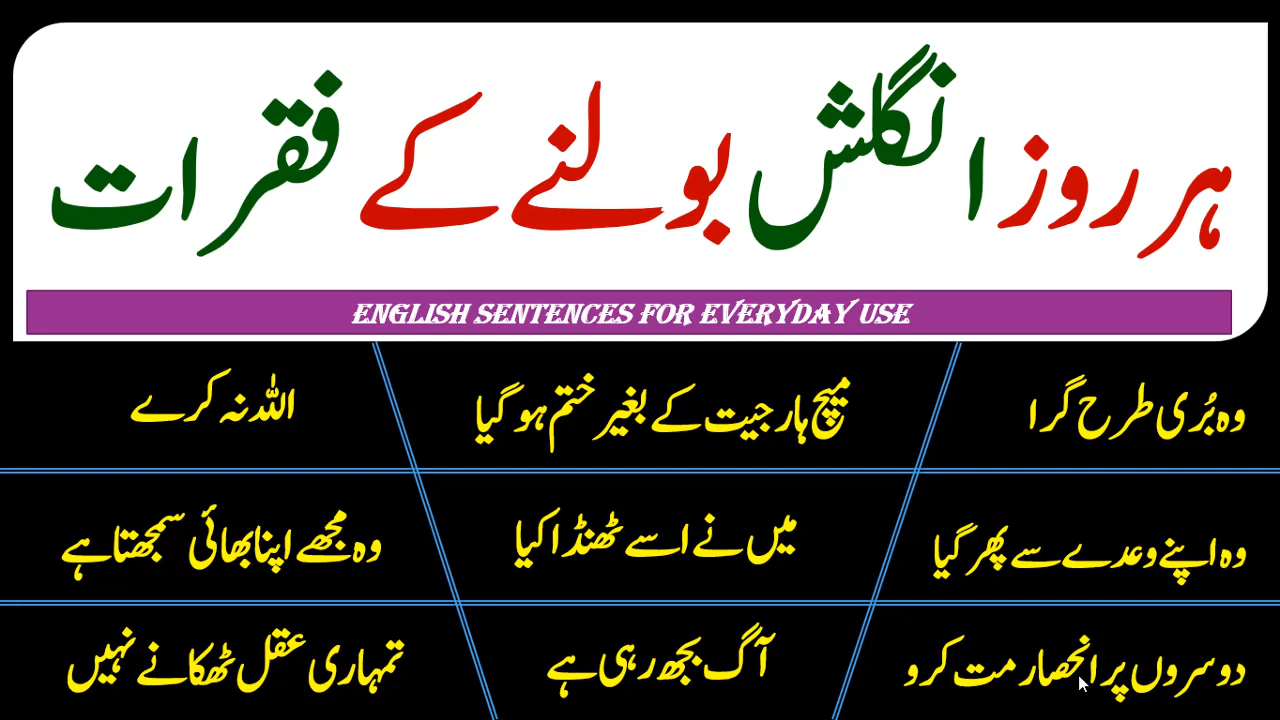 ہر روز انگلش بولنے کے فقرات
ENGLISH SENTENCES FOR EVERYDAY USE
وہ بُری طرح گرا
میچ ہار جیت کے بغیر ختم ہو گیا
اللہ نہ کرے
وہ اپنے وعدے سے پھر گیا
میں نے اسے ٹھنڈا کیا
وہ مجھے اپنا بھائی سمجھتا ہے
دوسروں پر انحصار مت کرو
آگ بجھ رہی ہے
تمہاری عقل ٹھکانے نہیں